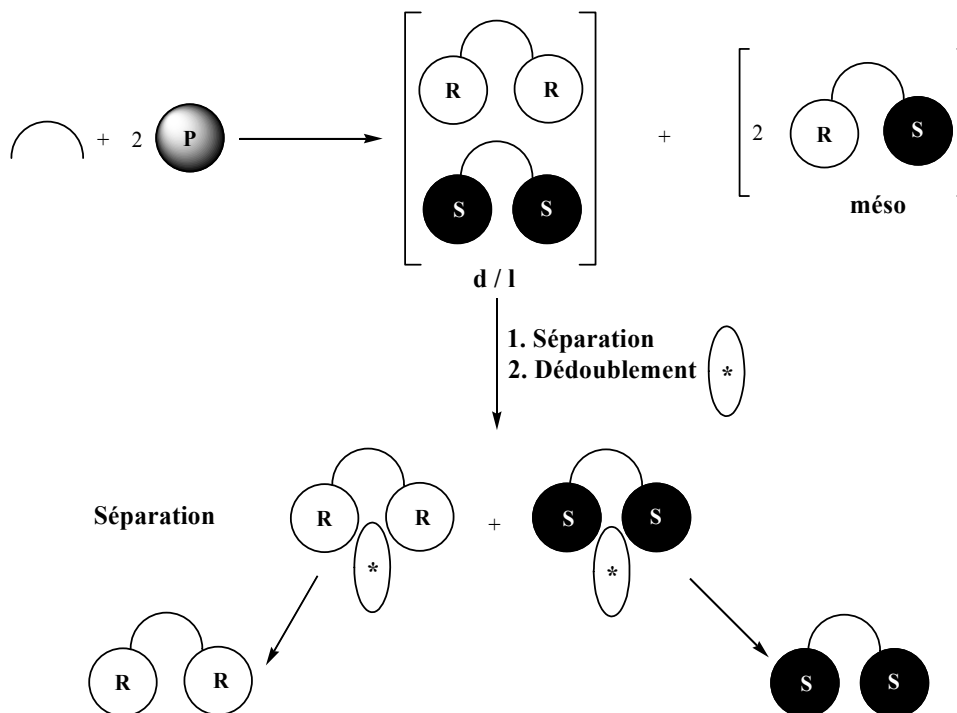 R R
+ 2 P + 2 R S
S S
méso
d / l
1. Séparation
2. Dédoublement *
Séparation R R + S S
* *
R R S S